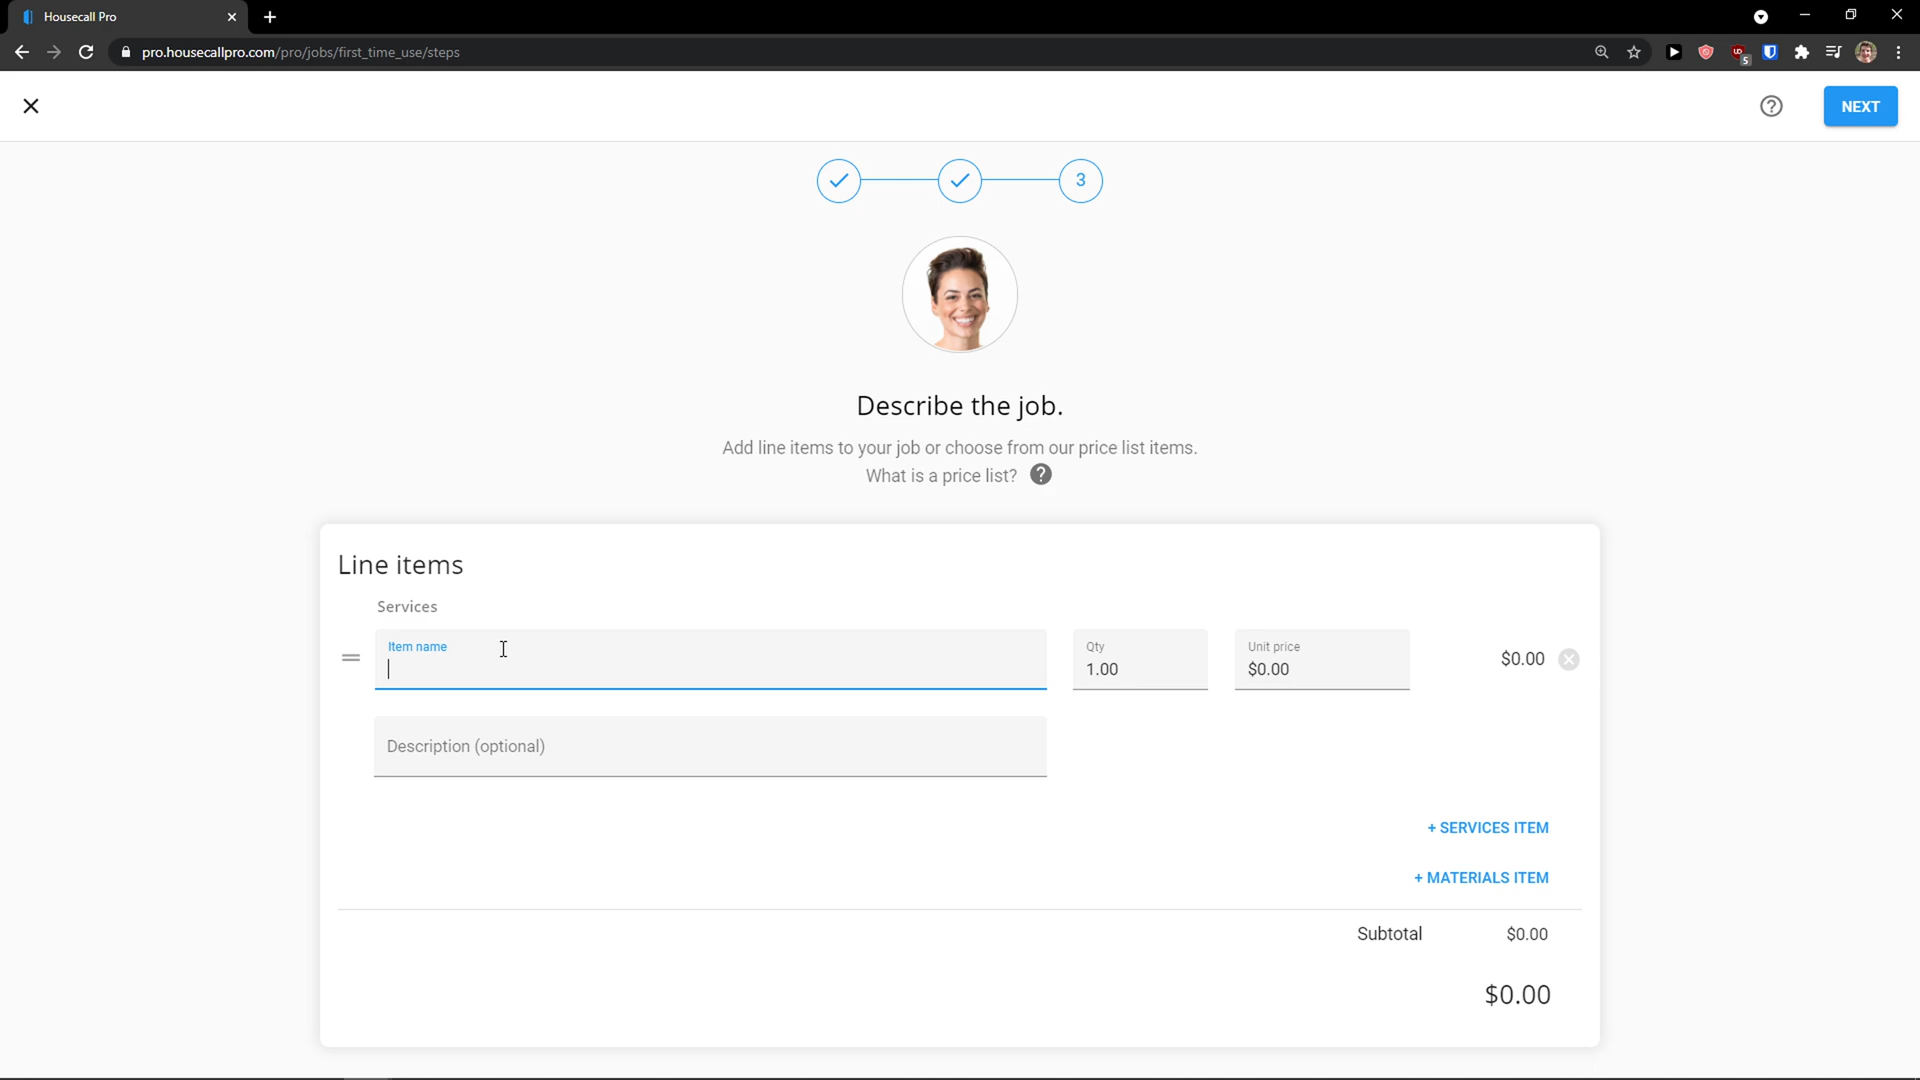 Housecall Pro
pro.housecallpro.com/pro/jobs/first_time_use/steps
5
NEXT
3
Describe the job.
Add line items to your job or choose from our price list items.
What is a price list?
Line items
Services
Item name
Qty
1.00
Unit price
$0.00
$0.00
Description (optional)
+ SERVICES ITEM
+ MATERIALS ITEM
Subtotal $0.00
$0.00